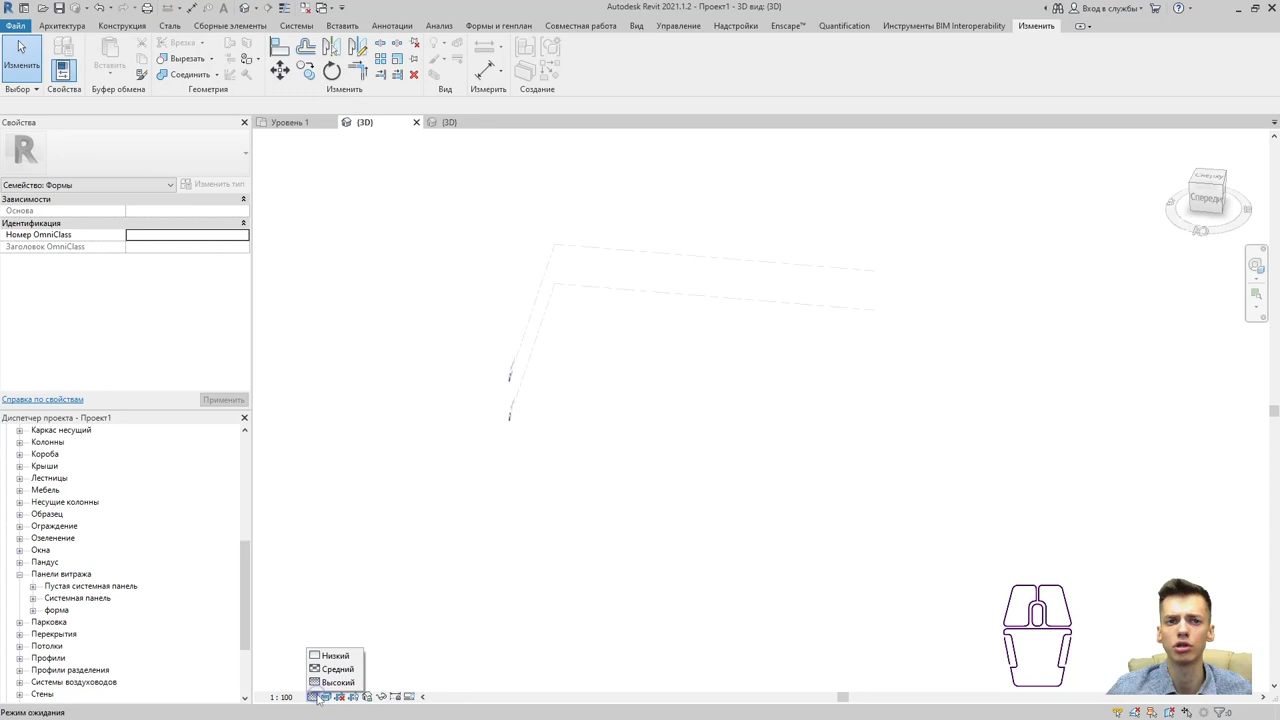 Autodesk Revit 2021.1.2 - Проект1 - 3D вид: {3D}
Вход в службы
Файл Архитектура Конструкция Сталь Сборные элементы Системы Вставить Аннотации Анализ Формы и генплан Совместная работа Вид Управление Надстройки Enscape™ Quantification Инструменты BIM Interoperability Изменить
Изменить
Вставить
Врезка
Вырезать
Соединить
Выбор Свойства Буфер обмена Геометрия Изменить Вид Измерить Создание
Свойства
Уровень 1 {3D} {3D}
Семейство: Формы Изменить тип
Зависимости
Основа
Идентификация
Номер OmniClass
Заголовок OmniClass
Спереди
Справка по свойствам Применить
Диспетчер проекта - Проект1
Каркас несущий
Колонны
Короба
Крыши
Лестницы
Мебель
Несущие колонны
Образец
Ограждение
Озеленение
Окна
Пандус
Панели витража
Пустая системная панель
Системная панель
форма
Парковка
Перекрытия
Потолки
Профили
Профили разделения
Системы воздуховодов
Стены
Низкий
Средний
Высокий
1 : 100
Режим ожидания
:0